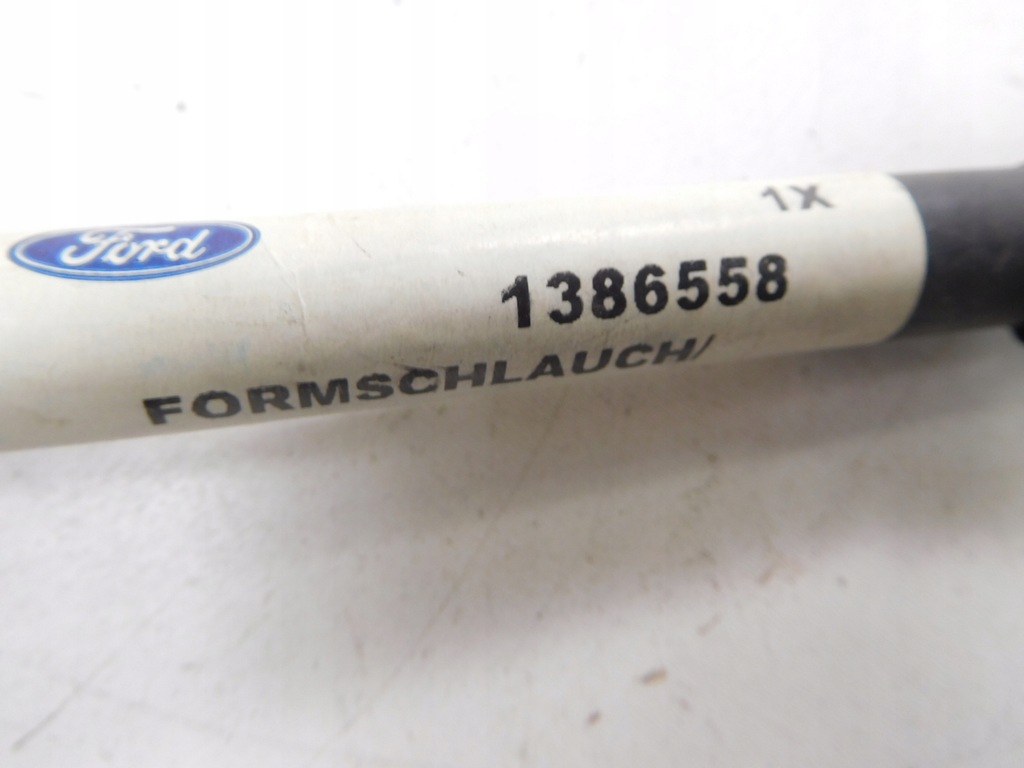 Ford
1X
1386558
FORMSCHLAUCH/